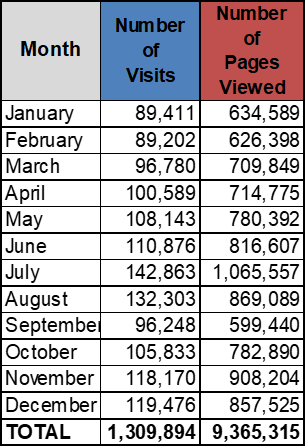 Month Number of Visits Number of Pages Viewed
January 89,411 634,589
February 89,202 626,398
March 96,780 709,849
April 100,589 714,775
May 108,143 780,392
June 110,876 816,607
July 142,863 1,065,557
August 132,303 869,089
September 96,248 599,440
October 105,833 782,890
November 118,170 908,204
December 119,476 857,525
TOTAL 1,309,894 9,365,315